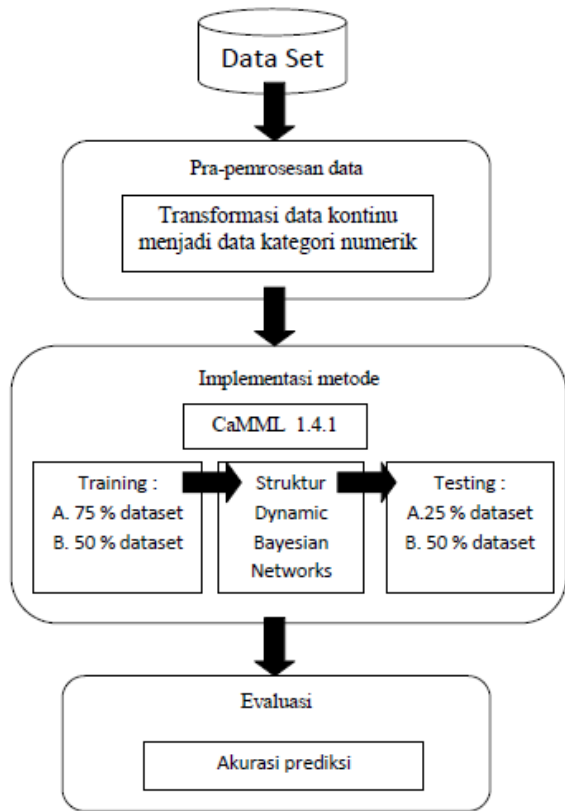 Data Set
Pra-pemrosesan data
Transformasi data kontinu
menjadi data kategori numerik
Implementasi metode
CaMML 1.4.1
Training :
A. 75 % dataset
B. 50 % dataset
Struktur
Dynamic
Bayesian
Networks
Testing :
A.25 % dataset
B. 50 % dataset
Evaluasi
Akurasi prediksi